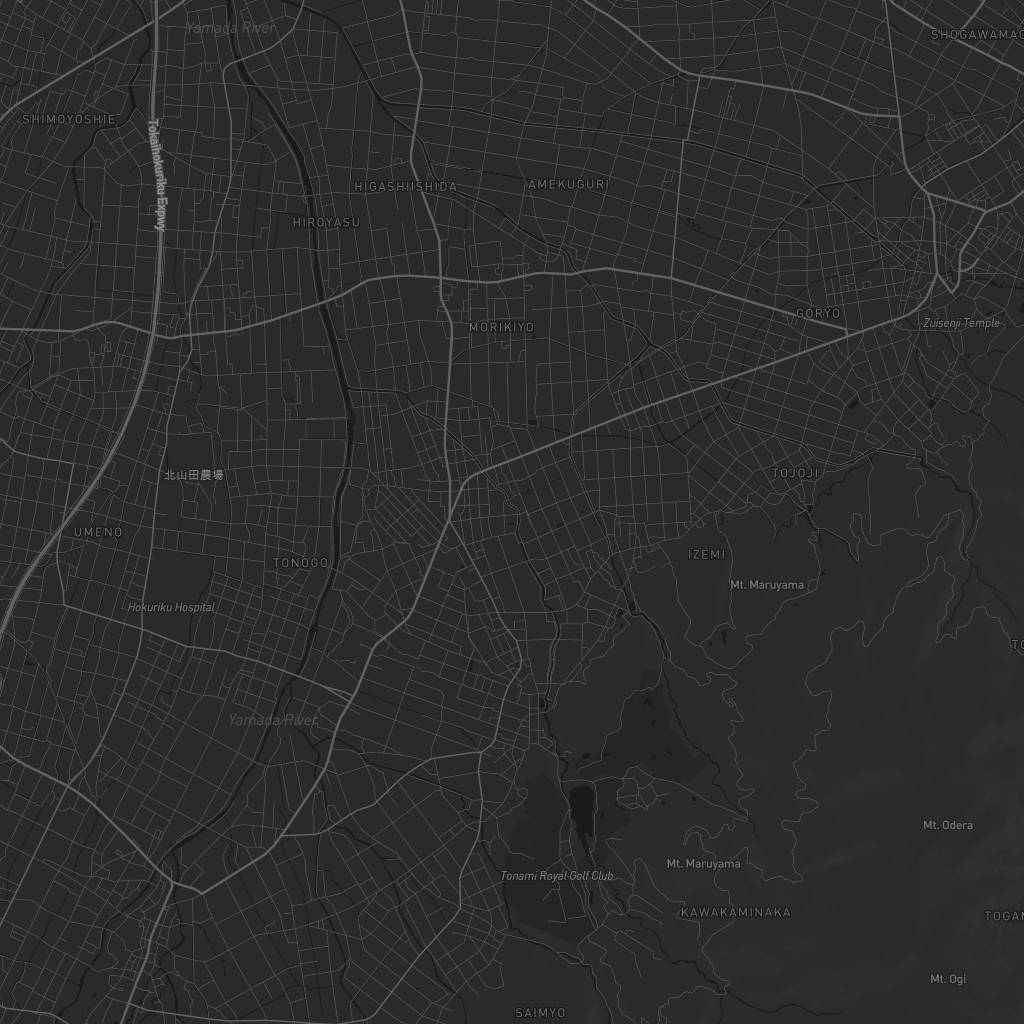 Yamada River
SHOGAWAMAC
SHIMOYOSHIE
Tokaihokuriku Expwy
HIGASHIISHIDA
AMEKUGURI
HIROYASU
GORYO
Zuisenji Temple
MORIKIYO
北山田農場
TOJOJI
UMENO
TONOGO
IZEMI
Mt. Maruyama
Hokuriku Hospital
TO
Yamada River
Mt. Odera
Mt. Maruyama
Tonami Royal Golf Club
KAWAKAMINAKA
TOGAM
Mt. Ogi
SAIMYO